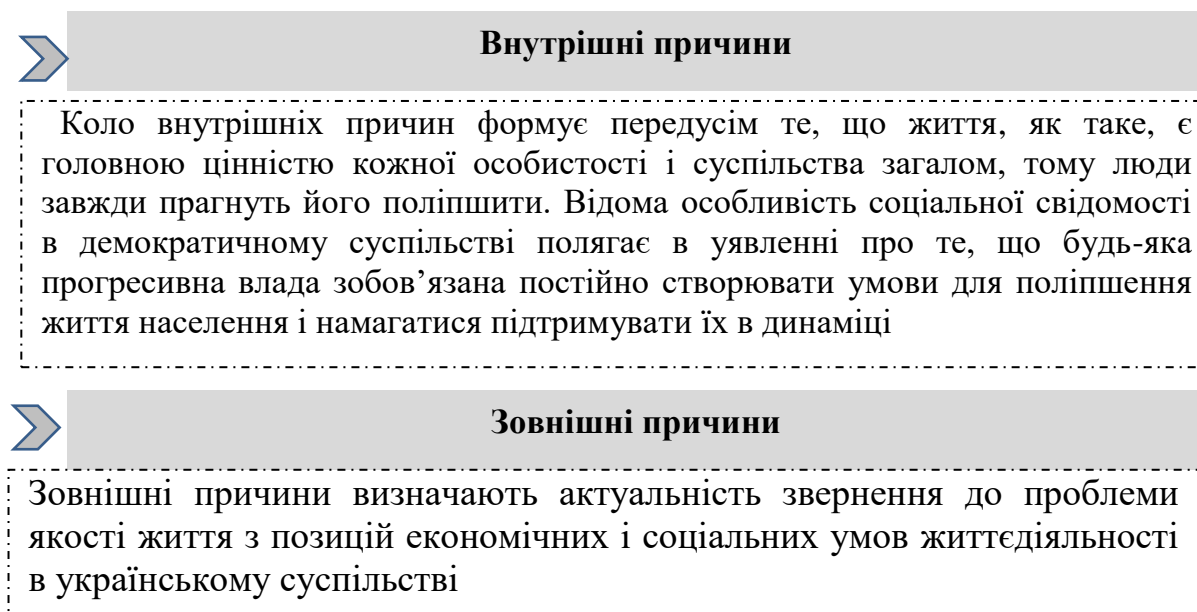 Внутрішні причини
Коло внутрішніх причин формує передусім те, що життя, як таке, є
головною цінністю кожної особистості і суспільства загалом, тому люди
завжди прагнуть його поліпшити. Відома особливість соціальної свідомості
в демократичному суспільстві полягає в уявленні про те, що будь-яка
прогресивна влада зобов’язана постійно створювати умови для поліпшення
життя населення і намагатися підтримувати їх в динаміці
Зовнішні причини
Зовнішні причини визначають актуальність звернення до проблеми
якості життя з позицій економічних і соціальних умов життєдіяльності
в українському суспільстві